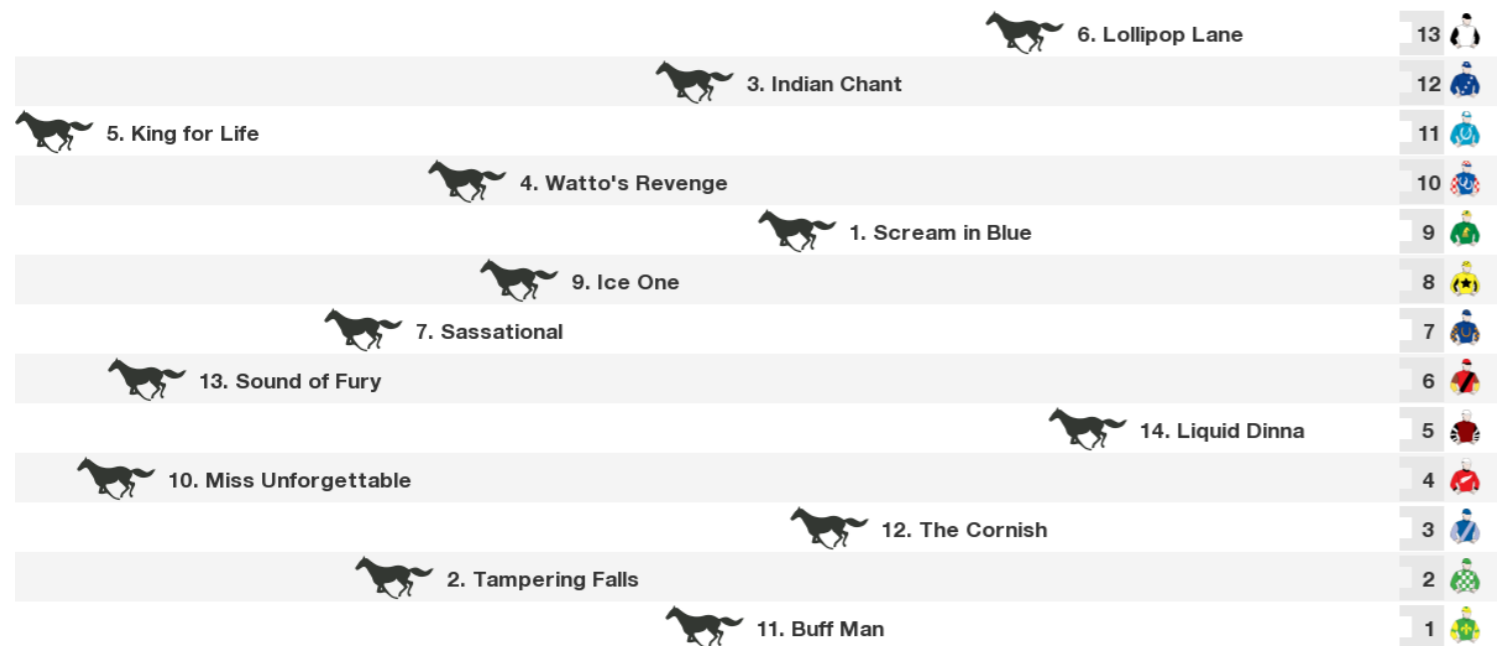 6. Lollipop Lane 13
3. Indian Chant 12
5. King for Life 11
4. Watto's Revenge 10
1. Scream in Blue 9
9. Ice One 8
7. Sassational 7
13. Sound of Fury 6
14. Liquid Dinna 5
10. Miss Unforgettable 4
12. The Cornish 3
2. Tampering Falls 2
11. Buff Man 1